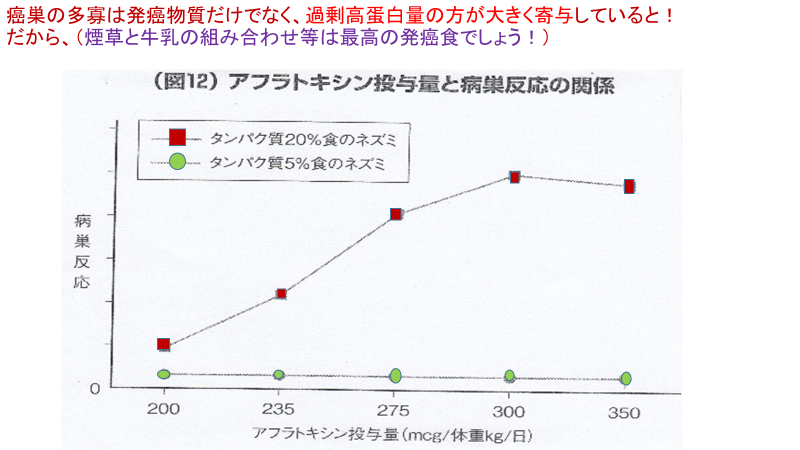 癌巣の多寡は発癌物質だけでなく、過剰高蛋白量の方が大きく寄与していると！
だから、（煙草と牛乳の組み合わせ等は最高の発癌食でしょう！）
（図12）アフラトキシン投与量と病巣反応の関係
タンパク質20%食のネズミ
タンパク質5%食のネズミ
病巣反応
0
200 235 275 300 350
アフラトキシン投与量（mcg/体重kg/日）